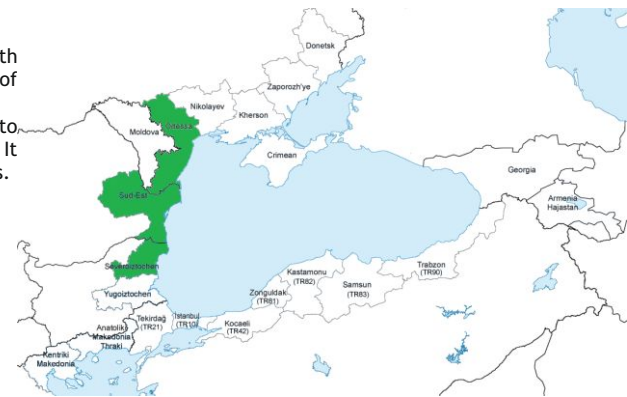 th
of
to
It
s.
Donetsk
Zaporozh'ye
Nikolayev
Kherson
Odessa
Moldova
Crimean
Georgia
Armenia
Hajastan
Sud-Est
Severoiztochen
Yugoiztochen
Trabzon
(TR90)
Kastamonu
(TR82)
Samsun
(TR83)
Zonguldak
(TR81)
Istanbul
(TR10)
Tekirdağ
(TR21)
Kocaeli
(TR42)
Anatoliki
Makedonia
Thraki
Kentriki
Makedonia